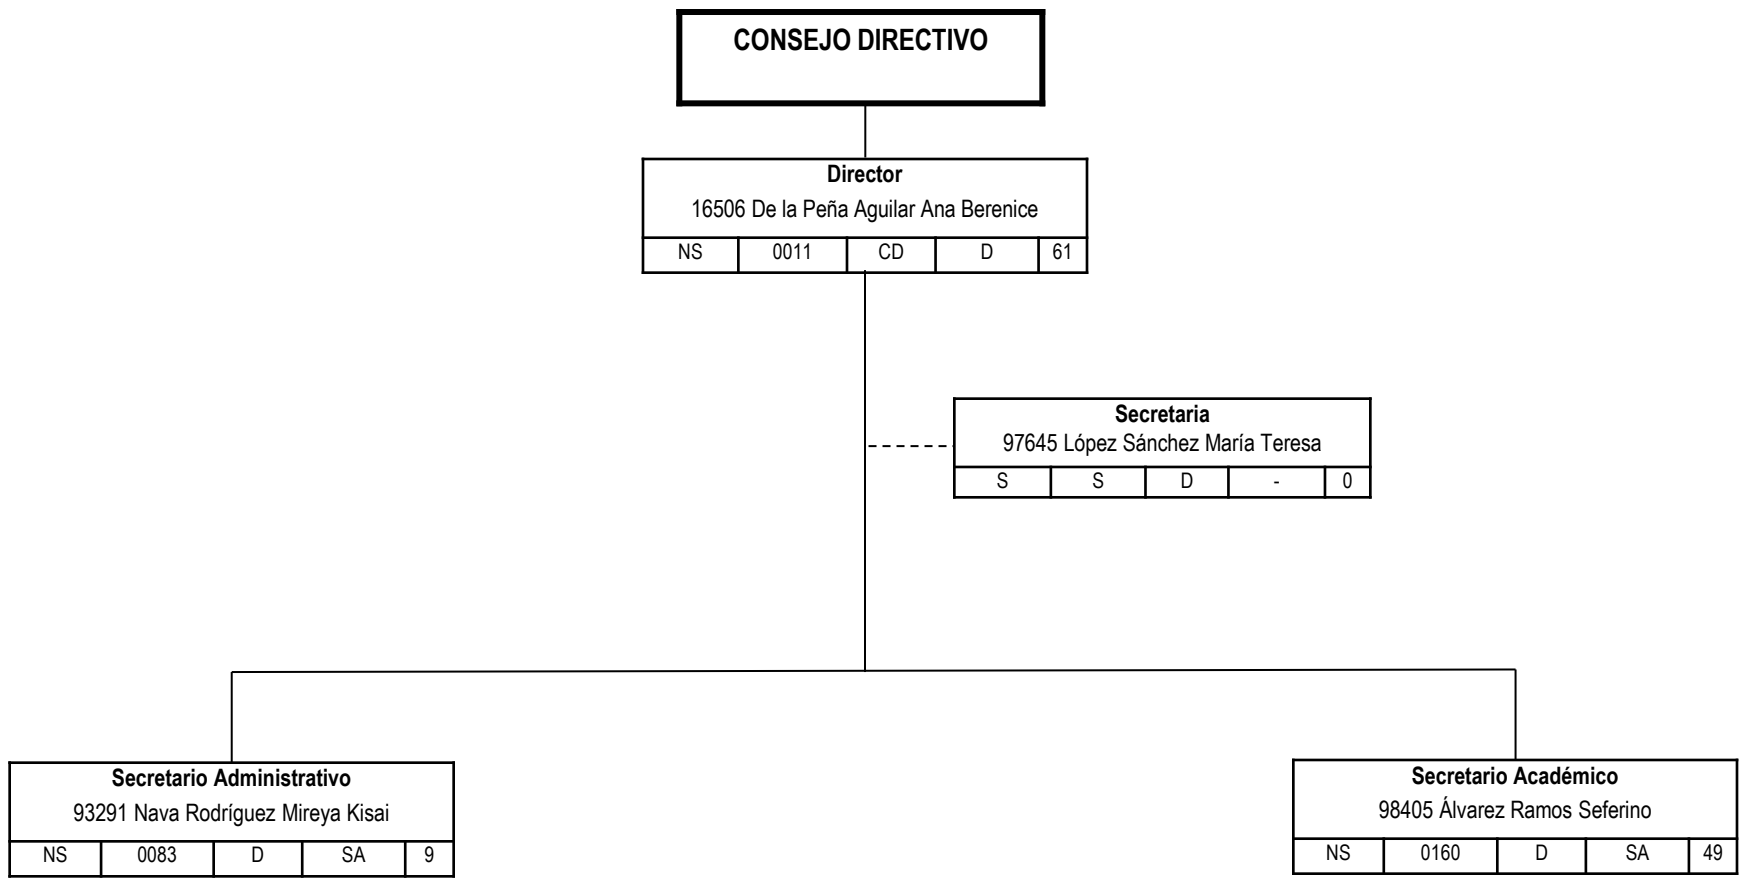 CONSEJO DIRECTIVO
Director
16506 De la Peña Aguilar Ana Berenice
NS 0011 CD D 61
Secretaria
97645 López Sánchez María Teresa
S S D - 0
Secretario Administrativo
93291 Nava Rodríguez Mireya Kisai
NS 0083 D SA 9
Secretario Académico
98405 Álvarez Ramos Seferino
NS 0160 D SA 49